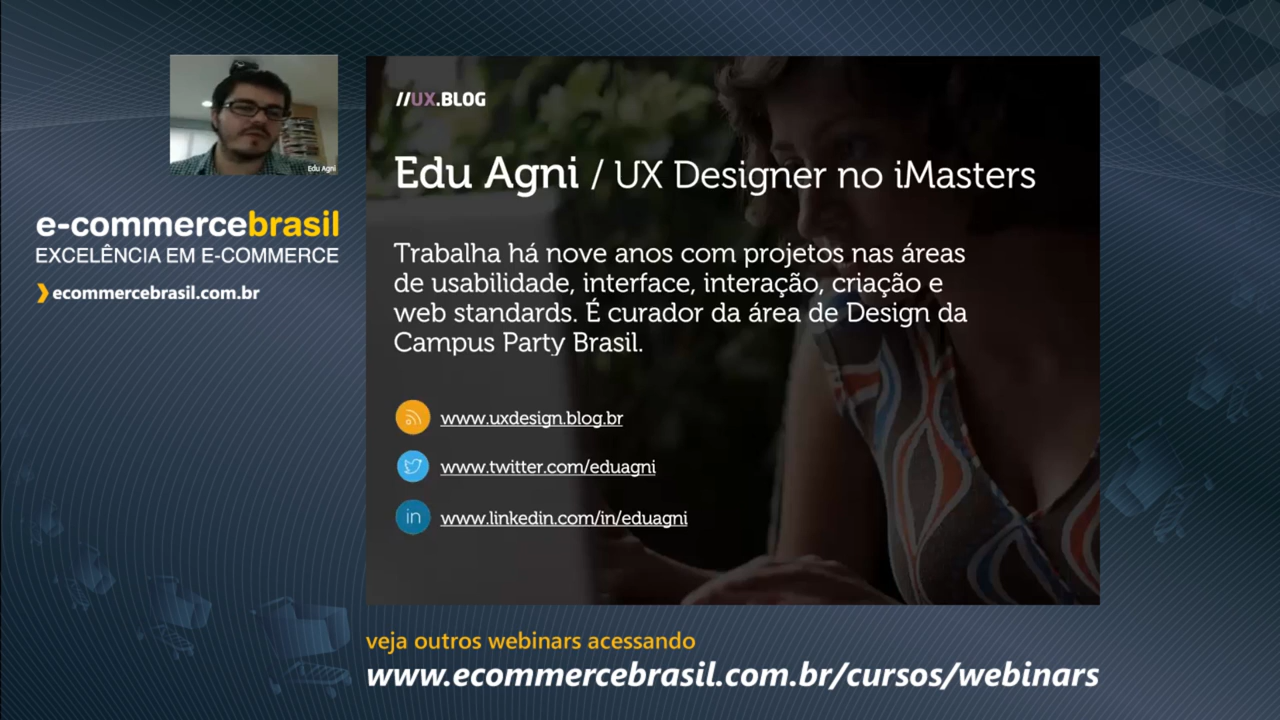 Edu Agni
e-commercebrasil
EXCELÊNCIA EM E-COMMERCE
ecommercebrasil.com.br
//UX.BLOG
Edu Agni / UX Designer no iMasters
Trabalha há nove anos com projetos nas áreas
de usabilidade, interface, interação, criação e
web standards. É curador da área de Design da
Campus Party Brasil.
www.uxdesign.blog.br
www.twitter.com/eduagni
in www.linkedin.com/in/eduagni
veja outros webinars acessando
www.ecommercebrasil.com.br/cursos/webinars